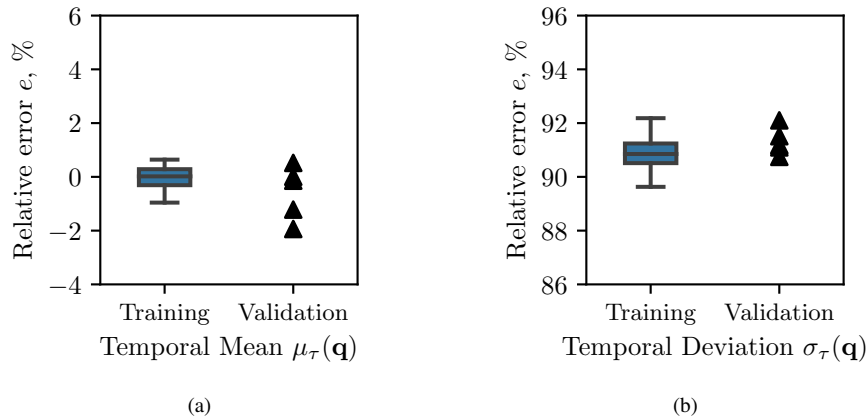 6
4
2
0
−2
−4
Relative error e, %
Training Validation
Temporal Mean μτ(q)
(a)
96
94
92
90
88
86
Relative error e, %
Training Validation
Temporal Deviation στ(q)
(b)